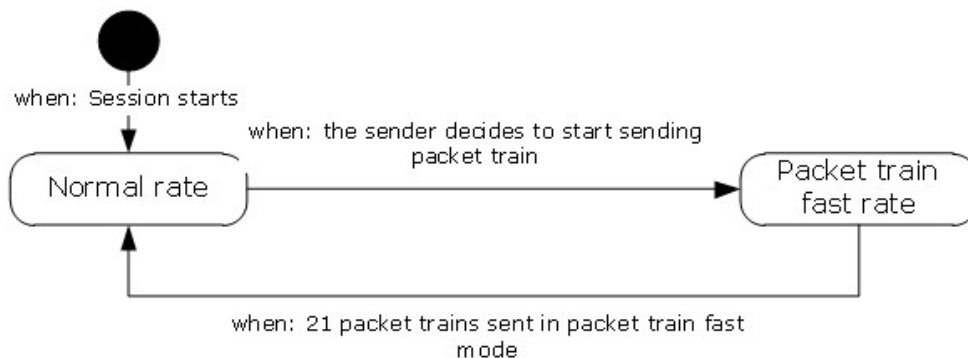 when: Session starts
when: the sender decides to start sending
packet train
Normal rate
Packet train
fast rate
when: 21 packet trains sent in packet train fast
mode